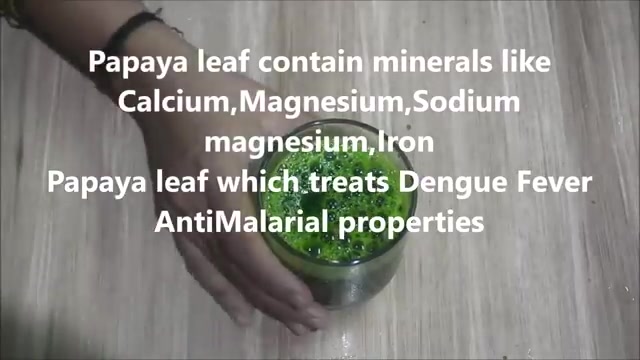 Papaya leaf contain minerals like
Calcium,Magnesium,Sodium
magnesium,Iron
Papaya leaf which treats Dengue Fever
AntiMalarial properties